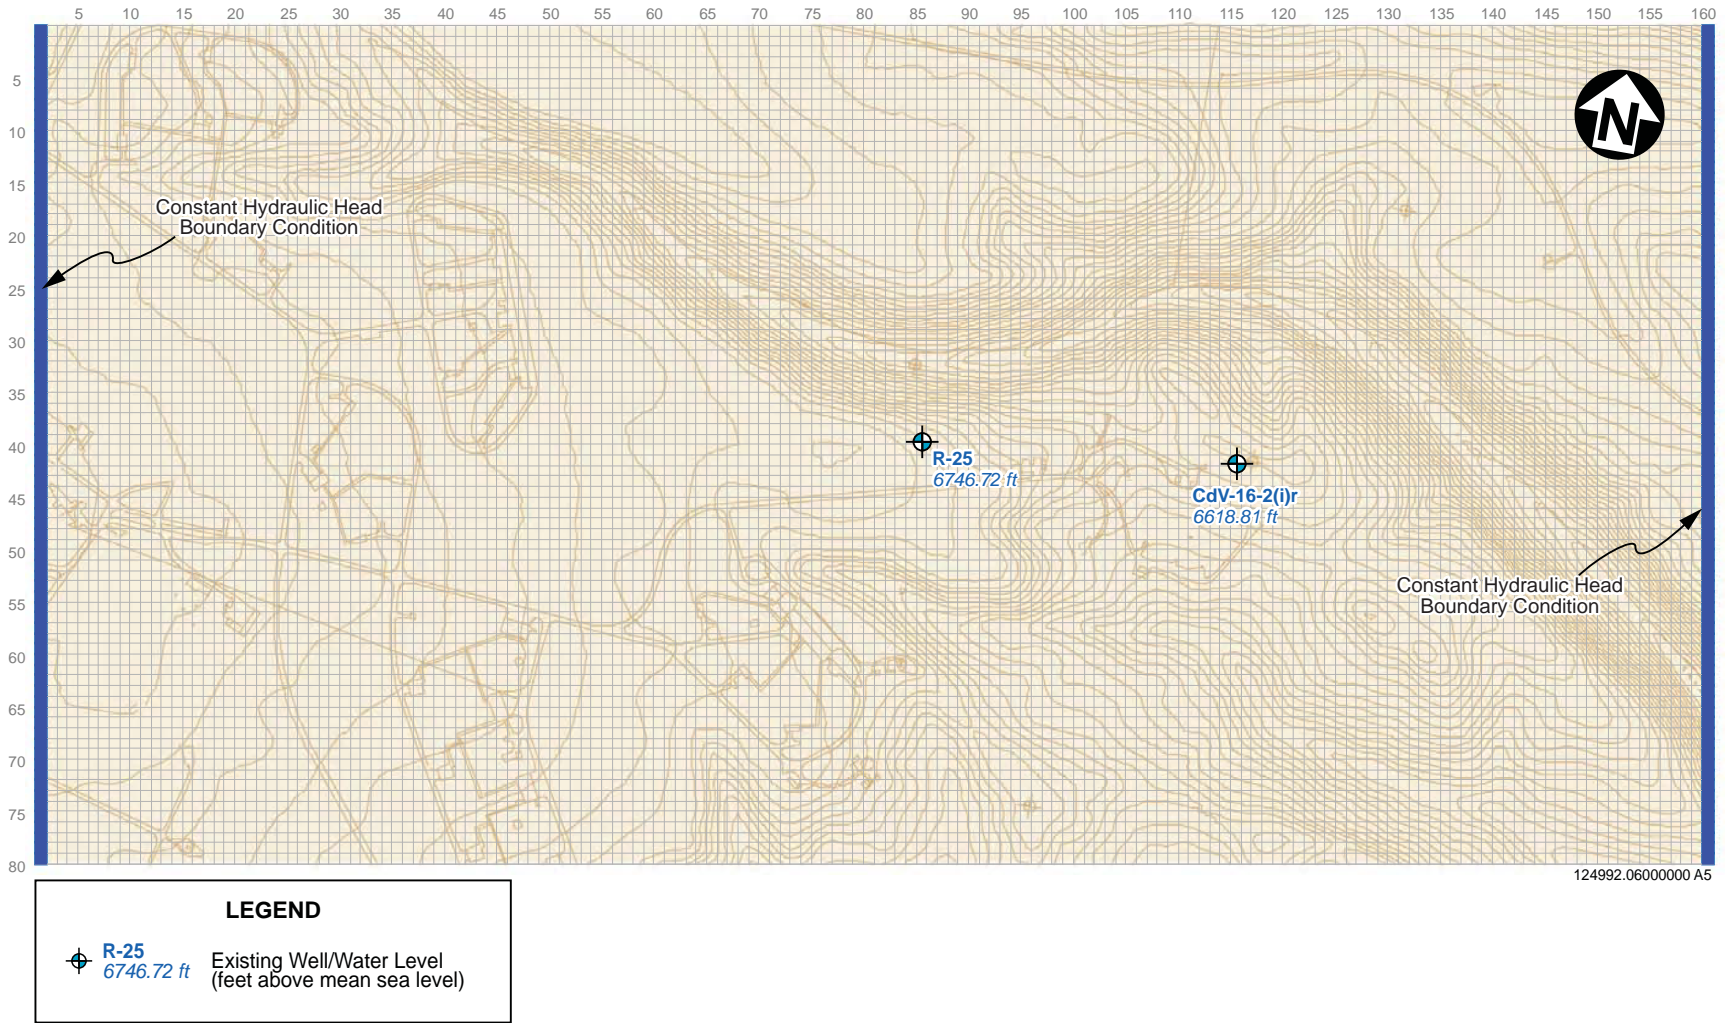 5 10 15 20 25 30 35 40 45 50 55 60 65 70 75 80 85 90 95 100 105 110 115 120 125 130 135 140 145 150 155 160
5
10
15
20
25
30
35
40
45
50
55
60
65
70
75
80
N
Constant Hydraulic Head
Boundary Condition
R-25
6746.72 ft
CdV-16-2(i)r
6618.81 ft
Constant Hydraulic Head
Boundary Condition
124992.06000000 A5
LEGEND
R-25
6746.72 ft
Existing Well/Water Level
(feet above mean sea level)